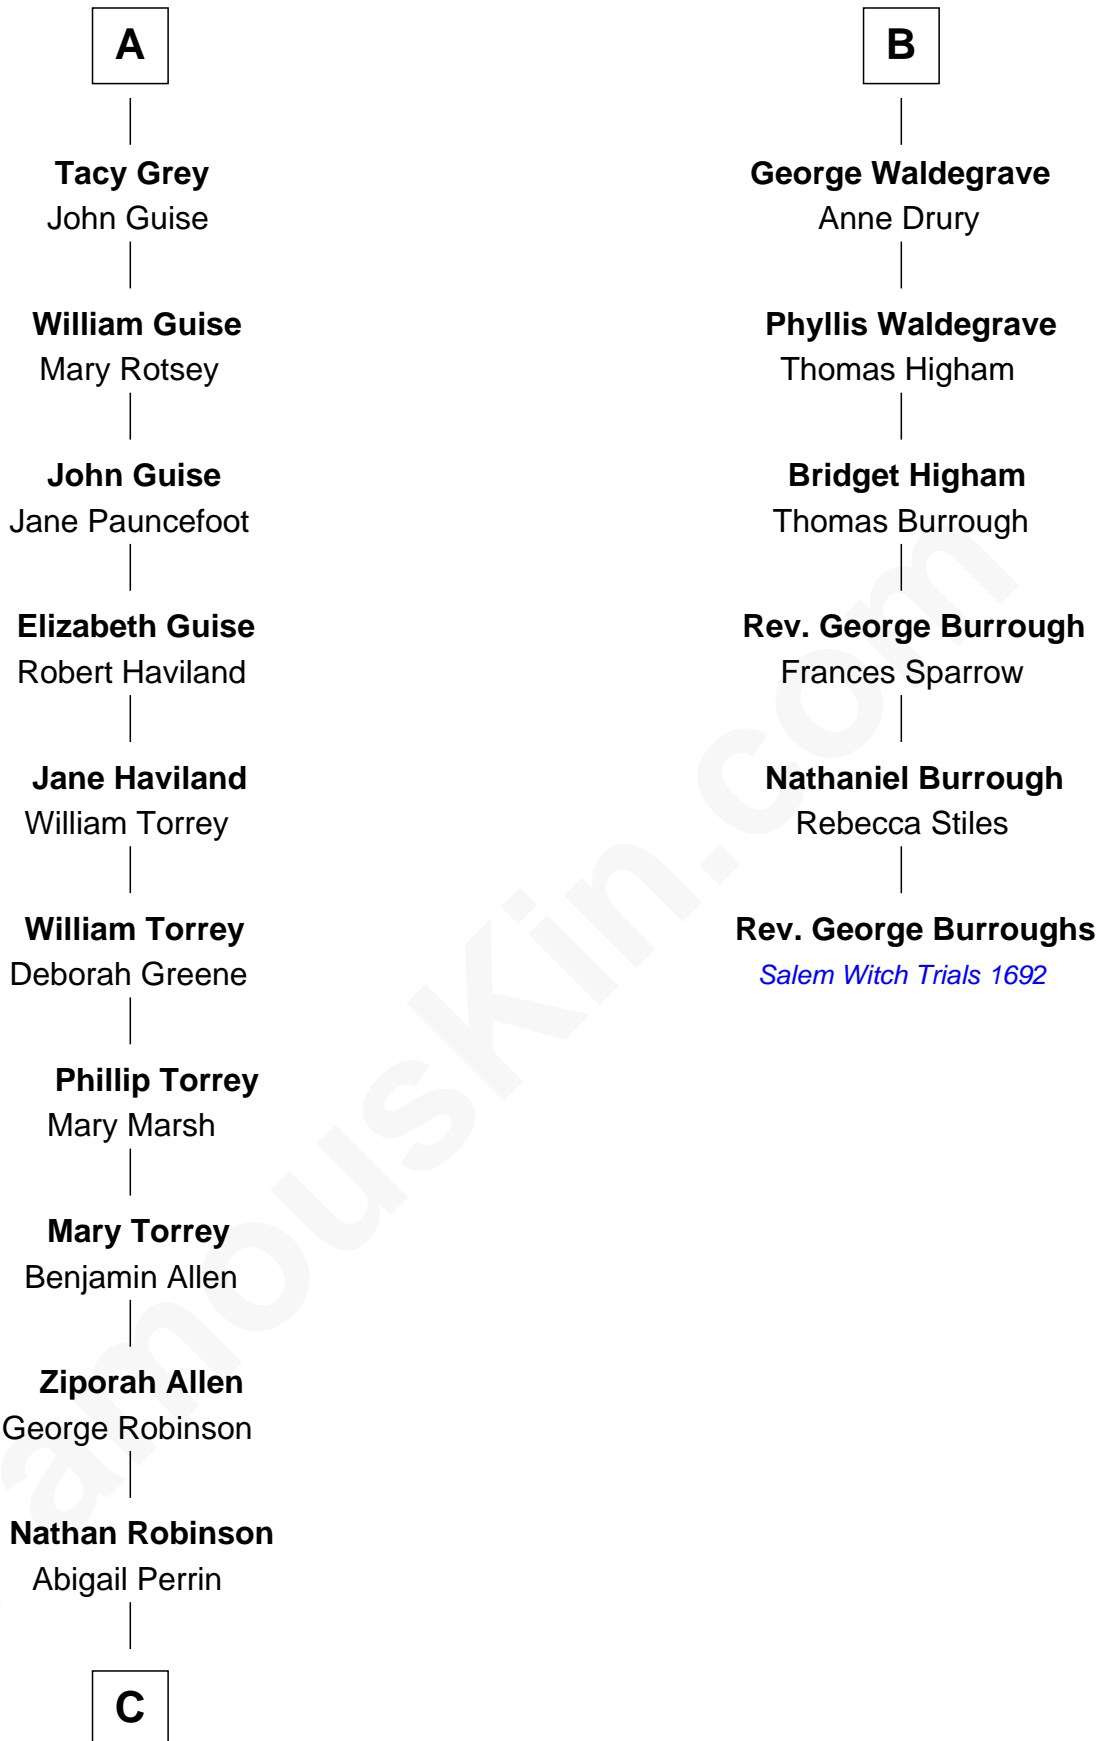 A
Tacy Grey
John Guise
William Guise
Mary Rotsey
John Guise
Jane Pauncefoot
Elizabeth Guise
Robert Haviland
Jane Haviland
William Torrey
William Torrey
Deborah Greene
Phillip Torrey
Mary Marsh
Mary Torrey
Benjamin Allen
Ziporah Allen
George Robinson
Nathan Robinson
Abigail Perrin
C
B
George Waldegrave
Anne Drury
Phyllis Waldegrave
Thomas Higham
Bridget Higham
Thomas Burrough
Rev. George Burrough
Frances Sparrow
Nathaniel Burrough
Rebecca Stiles
Rev. George Burroughs
Salem Witch Trials 1692
amouskin.com